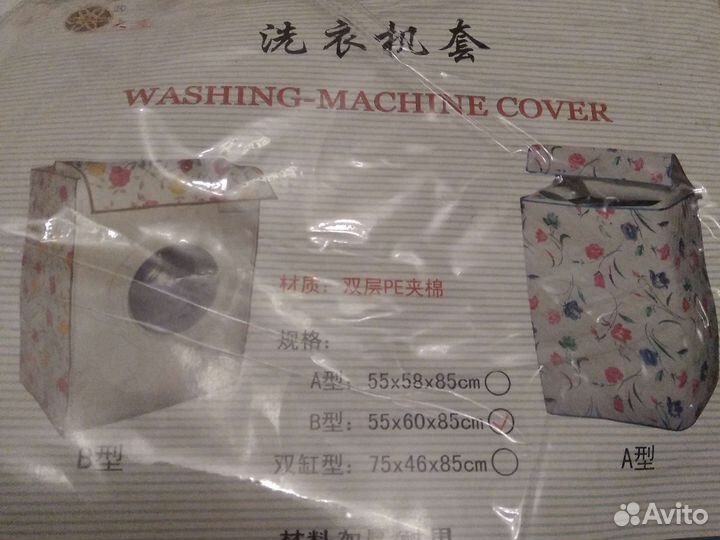 洗衣机套
WASHING-MACHINE COVER
材质：双层PE夹棉
规格：
A型：55x58x85cm
B型：55x60x85cm
双缸型：75x46x85cm
B型
A型
Avito